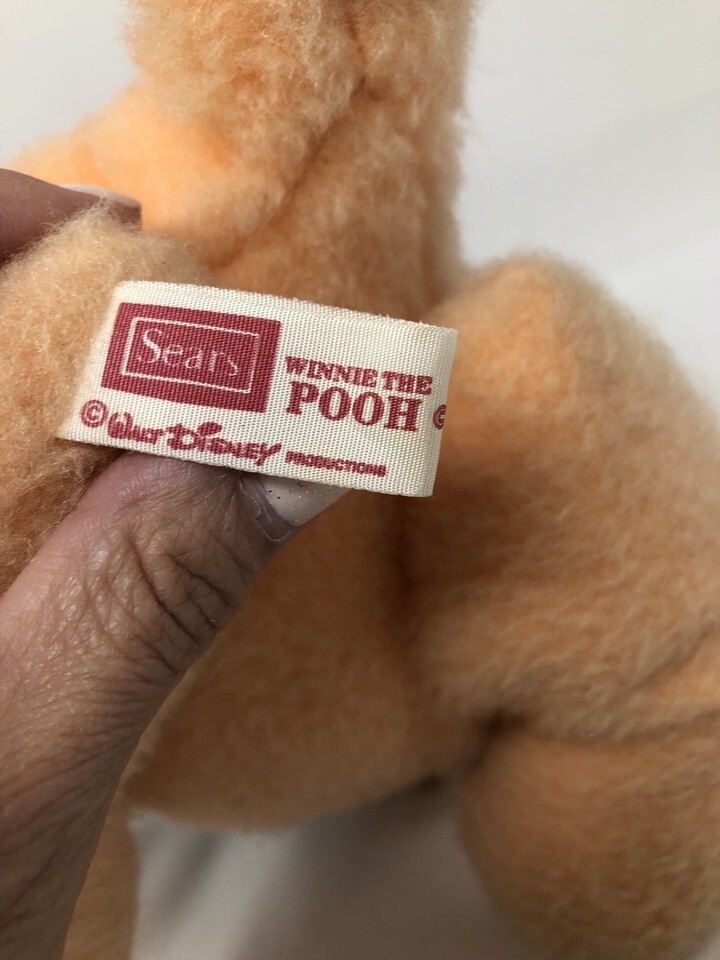 Sears
WINNIE THE
POOH ©
© WALT DISNEY PRODUCTIONS